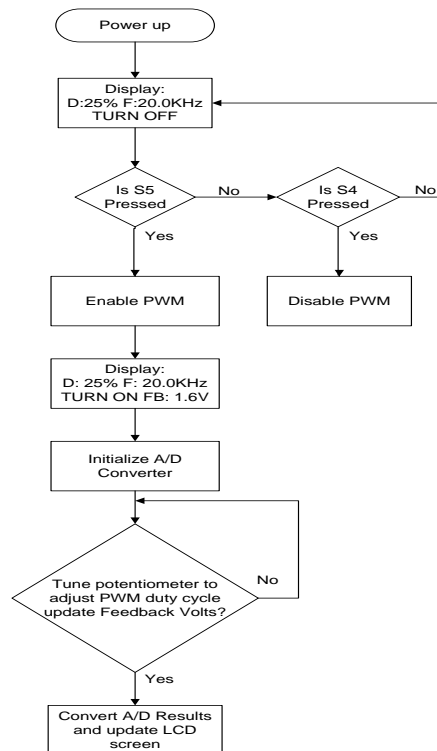 Power up
Display:
D:25% F:20.0KHz
TURN OFF
Is S5
Pressed
No
Is S4
Pressed
No
Yes
Yes
Enable PWM
Disable PWM
Display:
D: 25% F: 20.0KHz
TURN ON FB: 1.6V
Initialize A/D
Converter
Tune potentiometer to
adjust PWM duty cycle
update Feedback Volts?
No
Yes
Convert A/D Results
and update LCD
screen